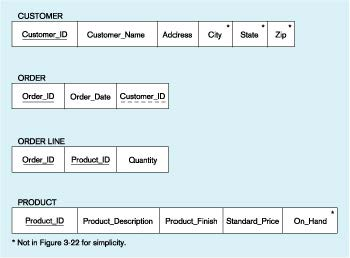 CUSTOMER
Customer_ID Customer_Name Address City* State* Zip*
ORDER
Order_ID Order_Date Customer_ID
ORDER LINE
Order_ID Product_ID Quantity
PRODUCT
Product_ID Product_Description Product_Finish Standard_Price On_Hand*
* Not in Figure 3-22 for simplicity.